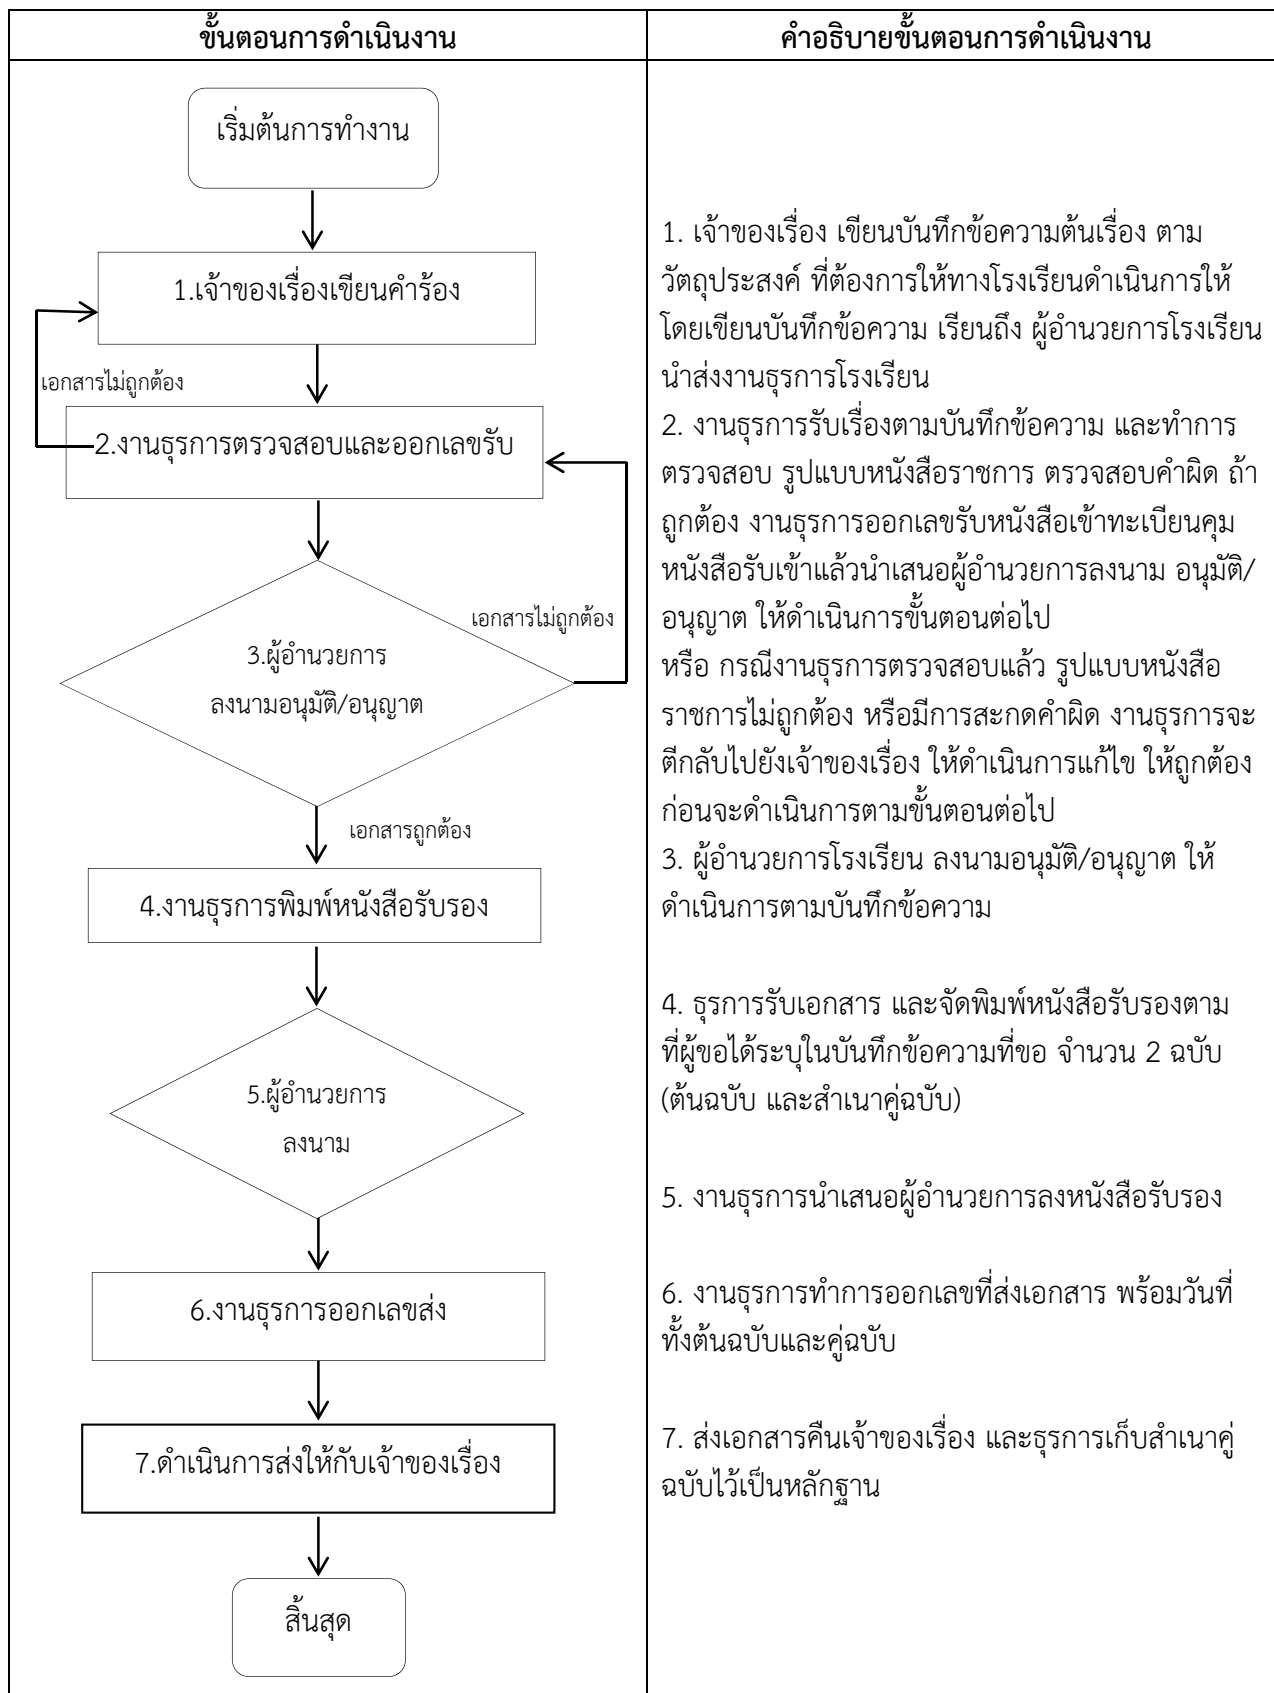 ขั้นตอนการดำเนินงาน
คำอธิบายขั้นตอนการดำเนินงาน
เริ่มต้นการทำงาน
1.เจ้าของเรื่องเขียนคำร้อง
เอกสารไม่ถูกต้อง
2.งานธุรการตรวจสอบและออกเลขรับ
เอกสารไม่ถูกต้อง
3.ผู้อำนวยการ
ลงนามอนุมัติ/อนุญาต
เอกสารถูกต้อง
4.งานธุรการพิมพ์หนังสือรับรอง
5.ผู้อำนวยการ
ลงนาม
6.งานธุรการออกเลขส่ง
7.ดำเนินการส่งให้กับเจ้าของเรื่อง
สิ้นสุด
1. เจ้าของเรื่อง เขียนบันทึกข้อความต้นเรื่อง ตาม
วัตถุประสงค์ ที่ต้องการให้ทางโรงเรียนดำเนินการให้
โดยเขียนบันทึกข้อความ เรียนถึง ผู้อำนวยการโรงเรียน
นำส่งงานธุรการโรงเรียน
2. งานธุรการรับเรื่องตามบันทึกข้อความ และทำการ
ตรวจสอบ รูปแบบหนังสือราชการ ตรวจสอบคำผิด ถ้า
ถูกต้อง งานธุรการออกเลขรับหนังสือเข้าทะเบียนคุม
หนังสือรับเข้าแล้วนำเสนอผู้อำนวยการลงนาม อนุมัติ/
อนุญาต ให้ดำเนินการขั้นตอนต่อไป
หรือ กรณีงานธุรการตรวจสอบแล้ว รูปแบบหนังสือ
ราชการไม่ถูกต้อง หรือมีการสะกดคำผิด งานธุรการจะ
ตีกลับไปยังเจ้าของเรื่อง ให้ดำเนินการแก้ไข ให้ถูกต้อง
ก่อนจะดำเนินการตามขั้นตอนต่อไป
3. ผู้อำนวยการโรงเรียน ลงนามอนุมัติ/อนุญาต ให้
ดำเนินการตามบันทึกข้อความ
4. ธุรการรับเอกสาร และจัดพิมพ์หนังสือรับรองตาม
ที่ผู้ขอได้ระบุในบันทึกข้อความที่ขอ จำนวน 2 ฉบับ
(ต้นฉบับ และสำเนาคู่ฉบับ)
5. งานธุรการนำเสนอผู้อำนวยการลงหนังสือรับรอง
6. งานธุรการทำการออกเลขที่ส่งเอกสาร พร้อมวันที่
ทั้งต้นฉบับและคู่ฉบับ
7. ส่งเอกสารคืนเจ้าของเรื่อง และธุรการเก็บสำเนาคู่
ฉบับไว้เป็นหลักฐาน